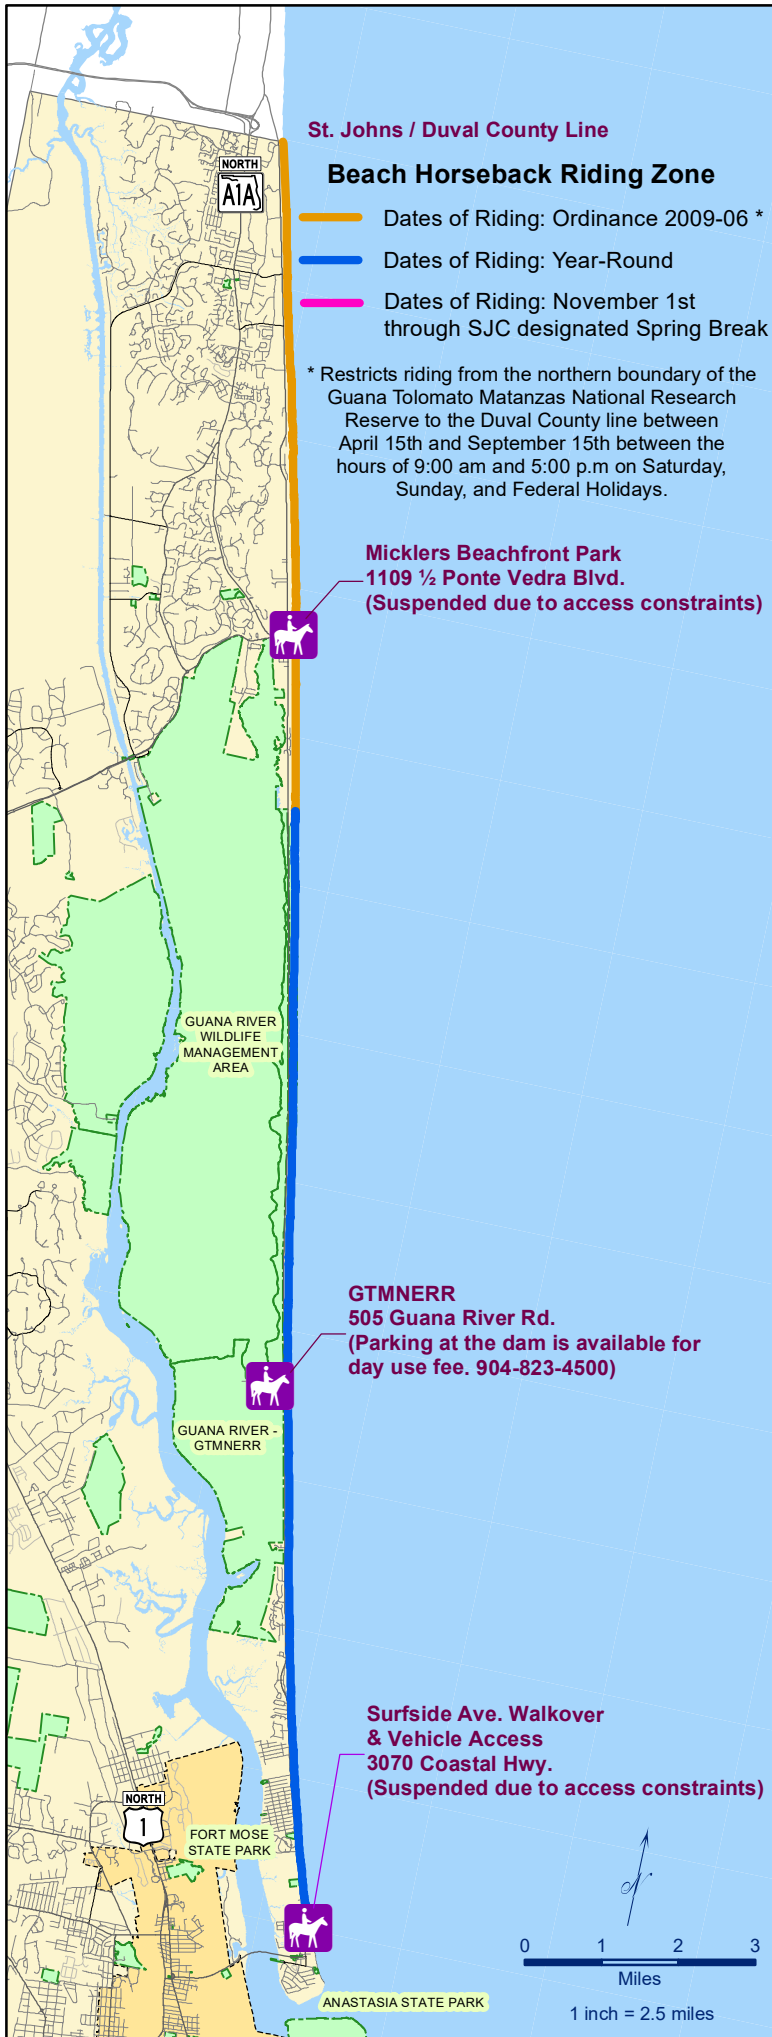 St. Johns / Duval County Line
NORTH
A1A
Beach Horseback Riding Zone
Dates of Riding: Ordinance 2009-06 *
Dates of Riding: Year-Round
Dates of Riding: November 1st
through SJC designated Spring Break
* Restricts riding from the northern boundary of the
Guana Tolomato Matanzas National Research
Reserve to the Duval County line between
April 15th and September 15th between the
hours of 9:00 am and 5:00 p.m on Saturday,
Sunday, and Federal Holidays.
Micklers Beachfront Park
1109 ½ Ponte Vedra Blvd.
(Suspended due to access constraints)
GUANA RIVER
WILDLIFE
MANAGEMENT
AREA
GTMNERR
505 Guana River Rd.
(Parking at the dam is available for
day use fee. 904-823-4500)
GUANA RIVER -
GTMNERR
Surfside Ave. Walkover
& Vehicle Access
3070 Coastal Hwy.
(Suspended due to access constraints)
NORTH
1
FORT MOSE
STATE PARK
N
0 1 2 3
Miles
1 inch = 2.5 miles
ANASTASIA STATE PARK